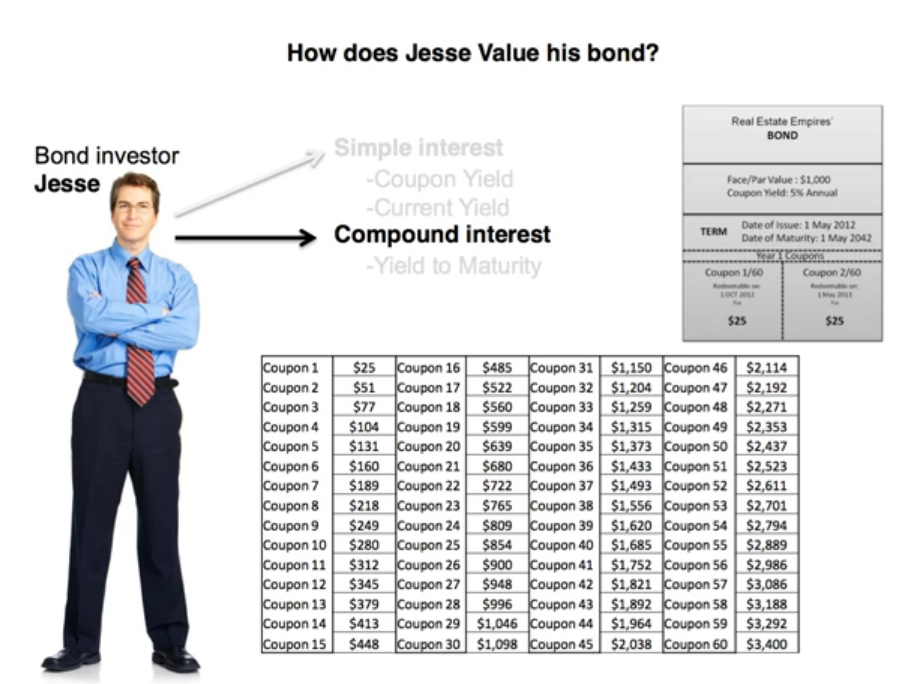 How does Jesse Value his bond?
Bond investor
Jesse
Simple interest
-Coupon Yield
-Current Yield
Compound interest
-Yield to Maturity
Real Estate Empires'
BOND
Face/Par Value : $1,000
Coupon Yield: 5% Annual
TERM
Date of Issue: 1 May 2012
Date of Maturity: 1 May 2042
Year 1 Coupons
Coupon 1/60
Redeemable on:
1 OCT 2012
For
$25
Coupon 2/60
Redeemable on:
1 May 2013
For
$25
Coupon 1 $25 Coupon 16 $485 Coupon 31 $1,150 Coupon 46 $2,114
Coupon 2 $51 Coupon 17 $522 Coupon 32 $1,204 Coupon 47 $2,192
Coupon 3 $77 Coupon 18 $560 Coupon 33 $1,259 Coupon 48 $2,271
Coupon 4 $104 Coupon 19 $599 Coupon 34 $1,315 Coupon 49 $2,353
Coupon 5 $131 Coupon 20 $639 Coupon 35 $1,373 Coupon 50 $2,437
Coupon 6 $160 Coupon 21 $680 Coupon 36 $1,433 Coupon 51 $2,523
Coupon 7 $189 Coupon 22 $722 Coupon 37 $1,493 Coupon 52 $2,611
Coupon 8 $218 Coupon 23 $765 Coupon 38 $1,556 Coupon 53 $2,701
Coupon 9 $249 Coupon 24 $809 Coupon 39 $1,620 Coupon 54 $2,794
Coupon 10 $280 Coupon 25 $854 Coupon 40 $1,685 Coupon 55 $2,889
Coupon 11 $312 Coupon 26 $900 Coupon 41 $1,752 Coupon 56 $2,986
Coupon 12 $345 Coupon 27 $948 Coupon 42 $1,821 Coupon 57 $3,086
Coupon 13 $379 Coupon 28 $996 Coupon 43 $1,892 Coupon 58 $3,188
Coupon 14 $413 Coupon 29 $1,046 Coupon 44 $1,964 Coupon 59 $3,292
Coupon 15 $448 Coupon 30 $1,098 Coupon 45 $2,038 Coupon 60 $3,400